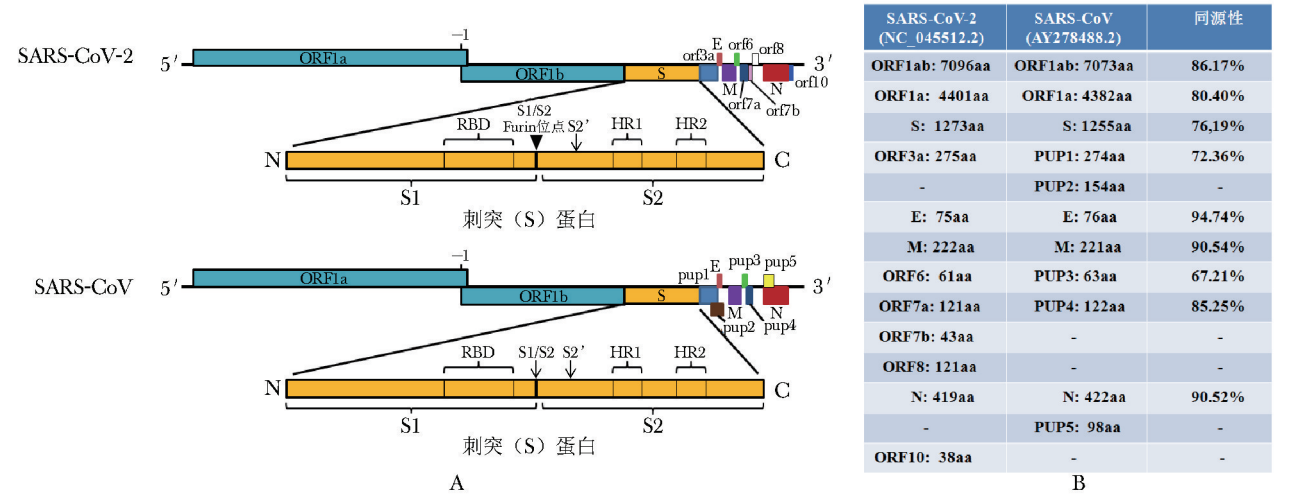 −1
SARS-CoV-2
5′
ORF1a
ORF1b
S
orf3a
E
orf6
orf8
3′
M
orf7a
orf7b
N
orf10
RBD
S1/S2
Furin位点
S2′
HR1
HR2
N
C
S1
S2
刺突（S）蛋白
−1
SARS-CoV
5′
ORF1a
ORF1b
S
pup1
E
pup3
pup5
3′
M
pup2
N
pup4
RBD
S1/S2
S2′
HR1
HR2
N
C
S1
S2
刺突（S）蛋白
A
SARS-CoV-2 SARS-CoV 同源性
(NC_045512.2) (AY278488.2)
ORF1ab: 7096aa ORF1ab: 7073aa 86.17%
ORF1a: 4401aa ORF1a: 4382aa 80.40%
S: 1273aa S: 1255aa 76,19%
ORF3a: 275aa PUP1: 274aa 72.36%
- PUP2: 154aa -
E: 75aa E: 76aa 94.74%
M: 222aa M: 221aa 90.54%
ORF6: 61aa PUP3: 63aa 67.21%
ORF7a: 121aa PUP4: 122aa 85.25%
ORF7b: 43aa - -
ORF8: 121aa - -
N: 419aa N: 422aa 90.52%
- PUP5: 98aa -
ORF10: 38aa - -
B